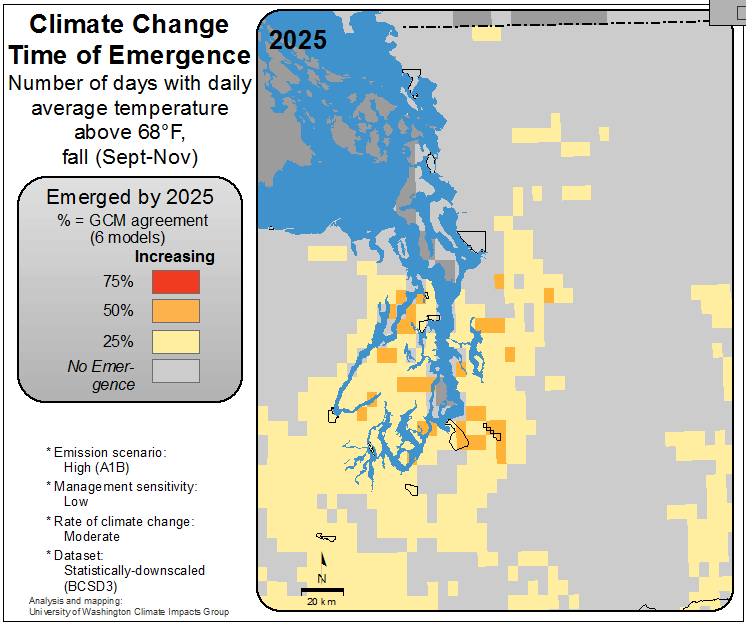 Climate Change
Time of Emergence
Number of days with daily
average temperature
above 68°F,
fall (Sept-Nov)
Emerged by 2025
% = GCM agreement
(6 models)
Increasing
75%
50%
25%
No Emer-
gence
* Emission scenario:
High (A1B)
* Management sensitivity:
Low
* Rate of climate change:
Moderate
* Dataset:
Statistically-downscaled
(BCSD3)
Analysis and mapping:
University of Washington Climate Impacts Group
2025
N
20 km